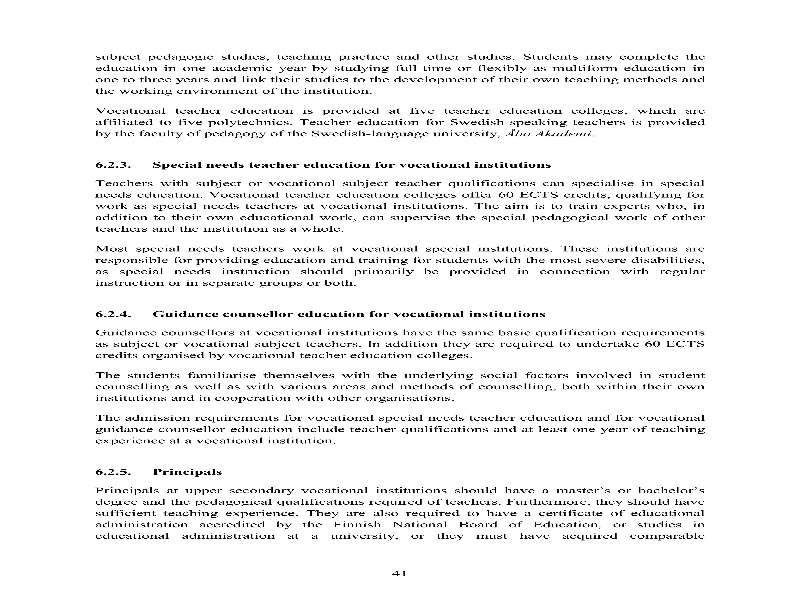 subject pedagogic studies, teaching practice and other studies. Students may complete the
education in one academic year by studying full time or flexibly as multiform education in
one to three years and link their studies to the development of their own teaching methods and
the working environment of the institution.
Vocational teacher education is provided at five teacher education colleges, which are
affiliated to five polytechnics. Teacher education for Swedish speaking teachers is provided
by the faculty of pedagogy of the Swedish-language university, Åbo Akademi.
6.2.3. Special needs teacher education for vocational institutions
Teachers with subject or vocational subject teacher qualifications can specialise in special
needs education. Vocational teacher education colleges offer 60 ECTS credits, qualifying for
work as special needs teachers at vocational institutions. The aim is to train experts who, in
addition to their own educational work, can supervise the special pedagogical work of other
teachers and the institution as a whole.
Most special needs teachers work at vocational special institutions. These institutions are
responsible for providing education and training for students with the most severe disabilities,
as special needs instruction should primarily be provided in connection with regular
instruction or in separate groups or both.
6.2.4. Guidance counsellor education for vocational institutions
Guidance counsellors at vocational institutions have the same basic qualification requirements
as subject or vocational subject teachers. In addition they are required to undertake 60 ECTS
credits organised by vocational teacher education colleges.
The students familiarise themselves with the underlying social factors involved in student
counselling as well as with various areas and methods of counselling, both within their own
institutions and in cooperation with other organisations.
The admission requirements for vocational special needs teacher education and for vocational
guidance counsellor education include teacher qualifications and at least one year of teaching
experience at a vocational institution.
6.2.5. Principals
Principals at upper secondary vocational institutions should have a master's or bachelor's
degree and the pedagogical qualifications required of teachers. Furthermore, they should have
sufficient teaching experience. They are also required to have a certificate of educational
administration accredited by the Finnish National Board of Education, or studies in
educational administration at a university, or they must have acquired comparable
41